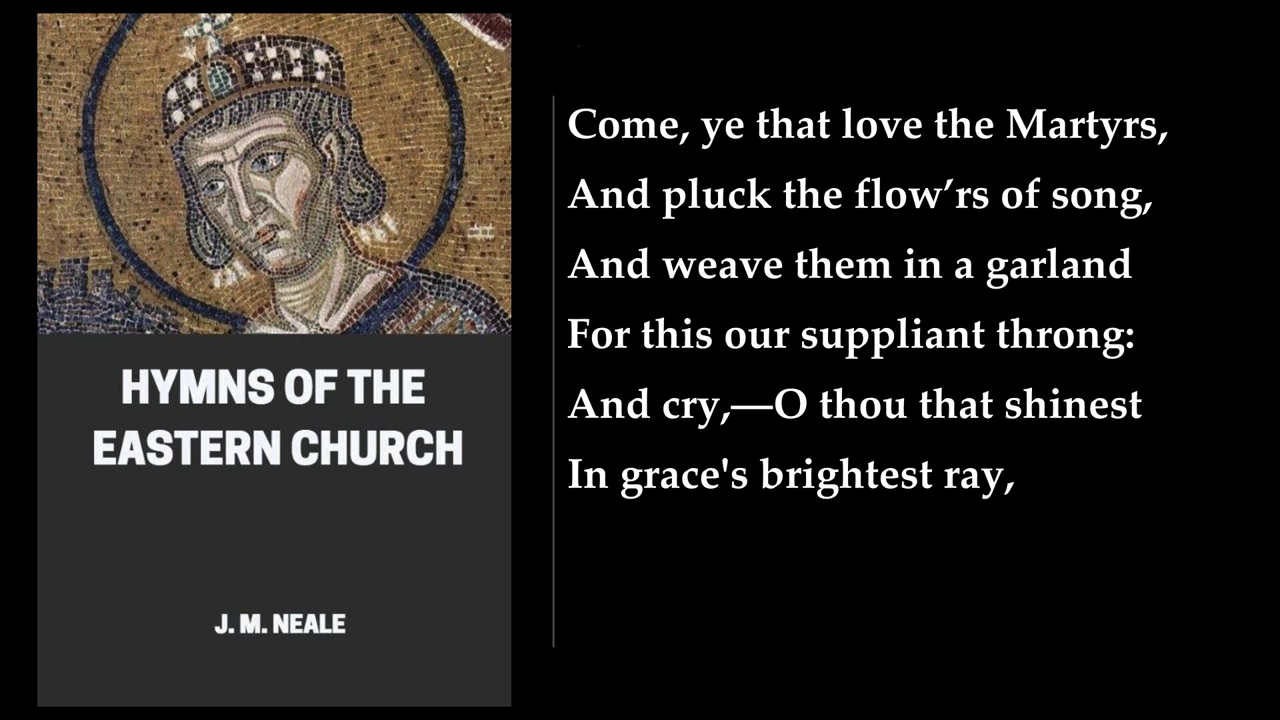 HYMNS OF THE
EASTERN CHURCH
J. M. NEALE
Come, ye that love the Martyrs,
And pluck the flow’rs of song,
And weave them in a garland
For this our suppliant throng:
And cry,—O thou that shinest
In grace's brightest ray,